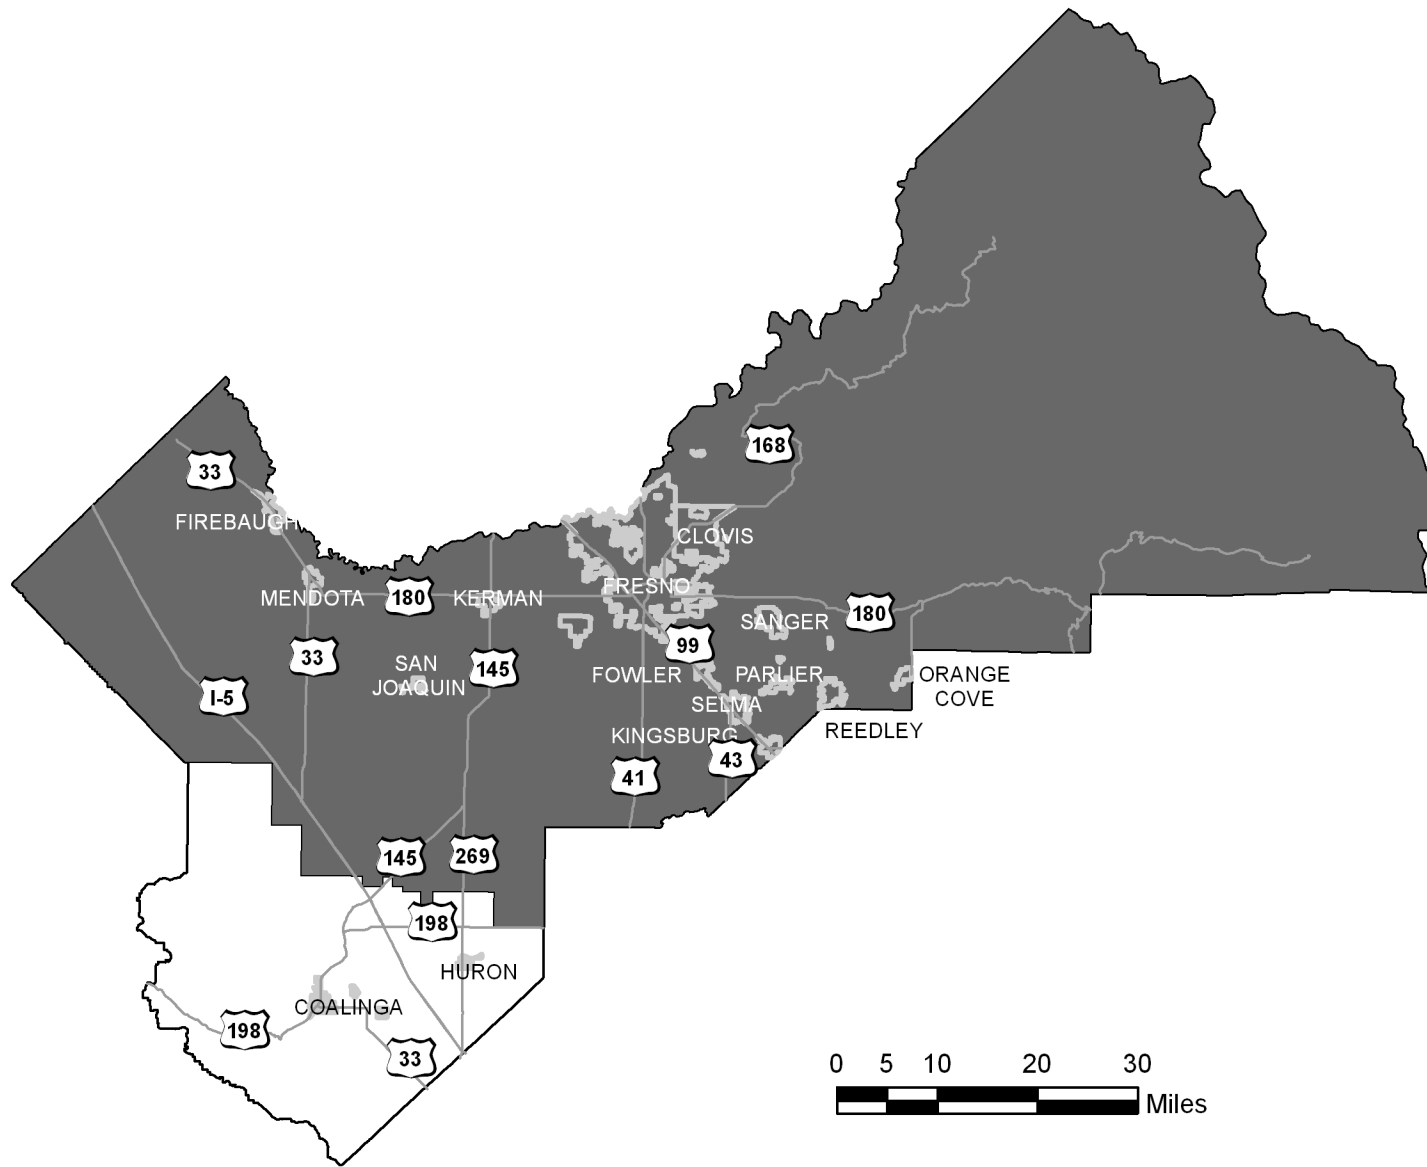 168
33
FIREBAUGH
CLOVIS
MENDOTA
180
KERMAN
FRESNO
180
SANGER
99
33
SAN
JOAQUIN
145
FOWLER
PARLIER
ORANGE
COVE
I-5
SELMA
REEDLEY
KINGSBURG
43
41
145
269
198
HURON
COALINGA
198
33
0 5 10 20 30
Miles